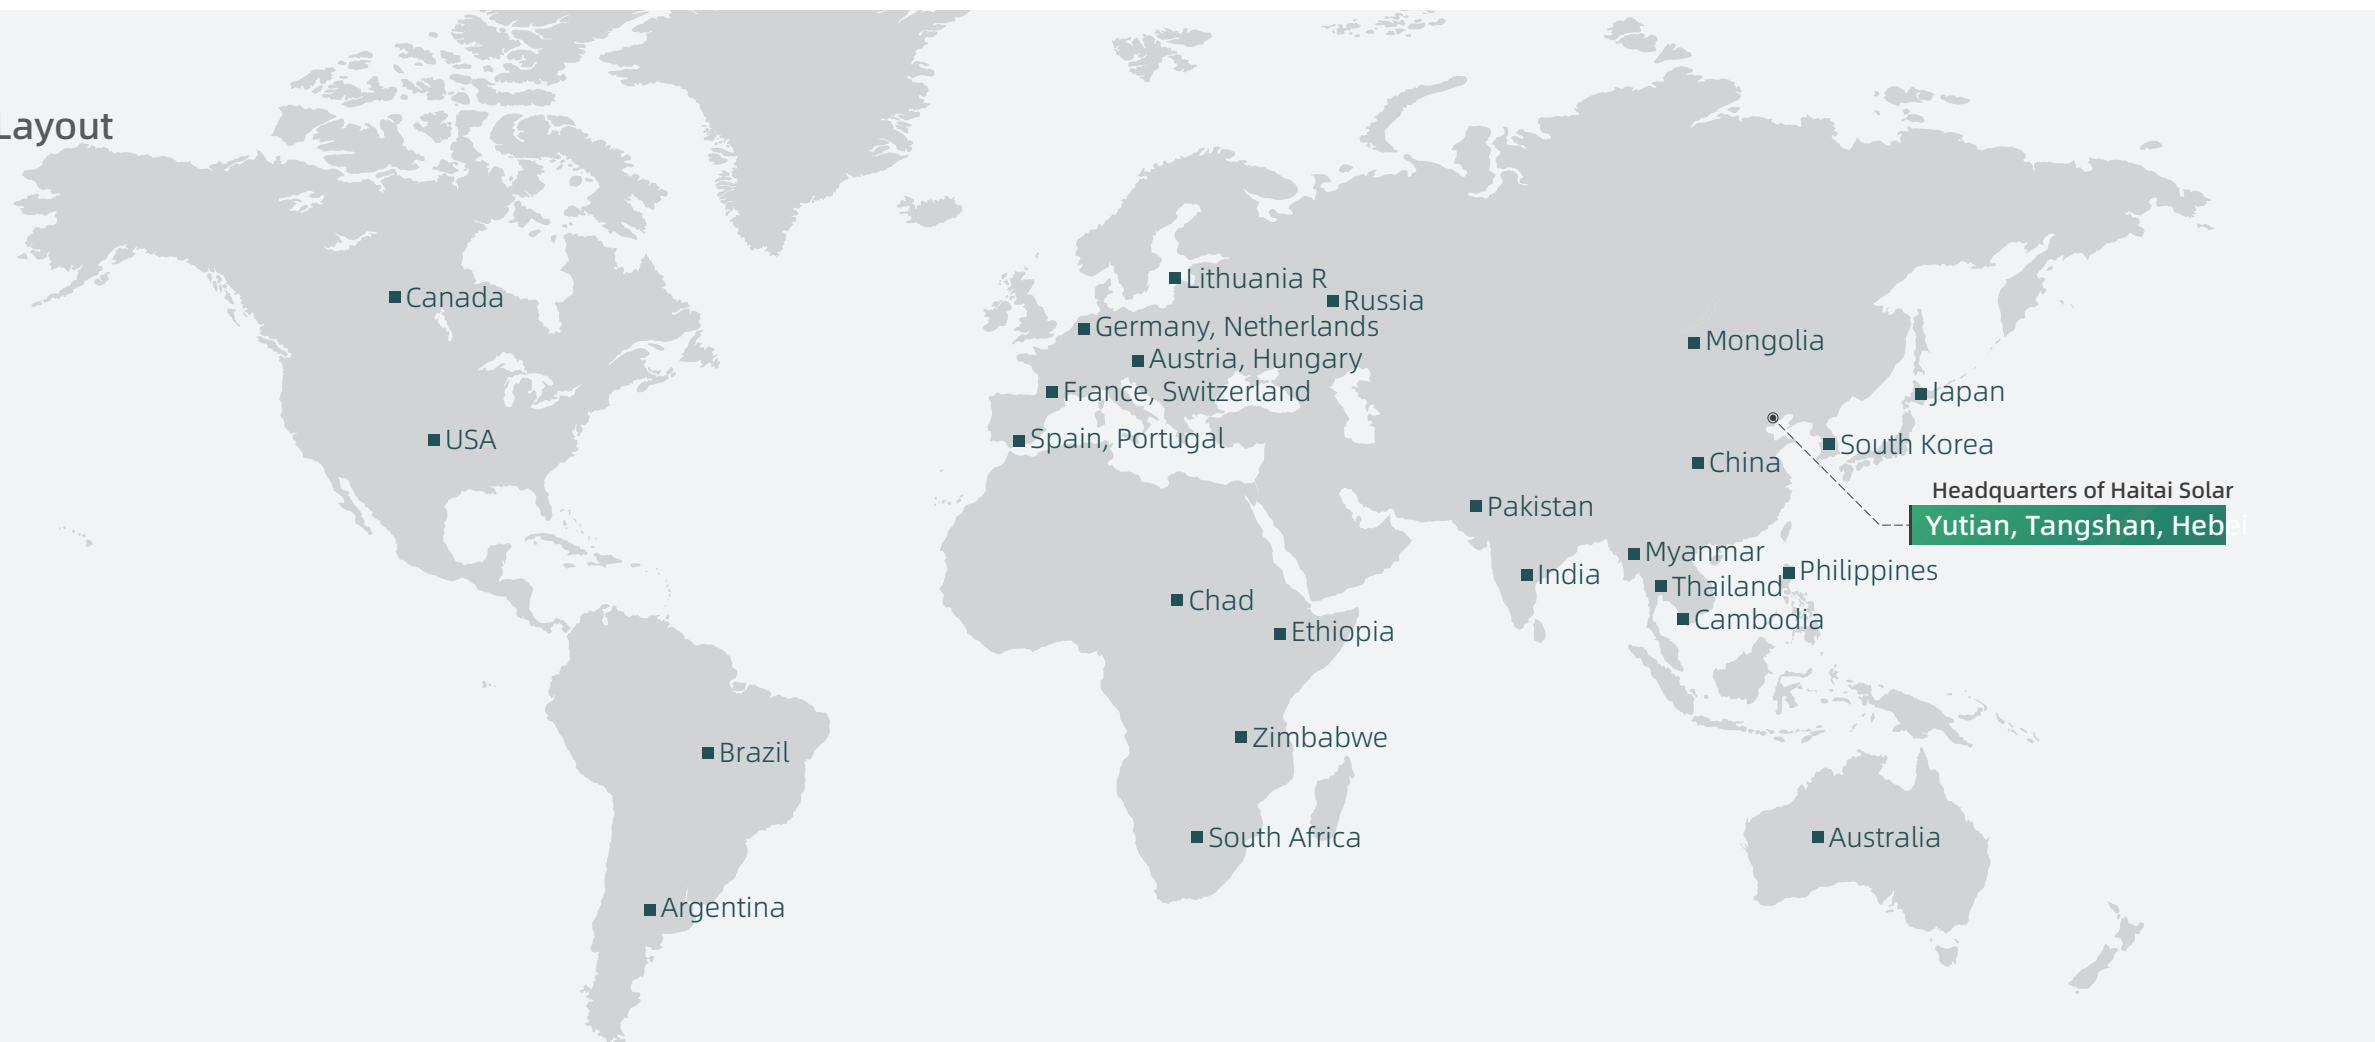 Layout
Lithuania R
Canada
Russia
Germany, Netherlands
Mongolia
Austria, Hungary
France, Switzerland
Japan
USA
Spain, Portugal
South Korea
China
Headquarters of Haitai Solar
Pakistan
Yutian, Tangshan, Hebei
Myanmar
Philippines
India
Thailand
Chad
Cambodia
Ethiopia
Zimbabwe
Brazil
South Africa
Australia
Argentina